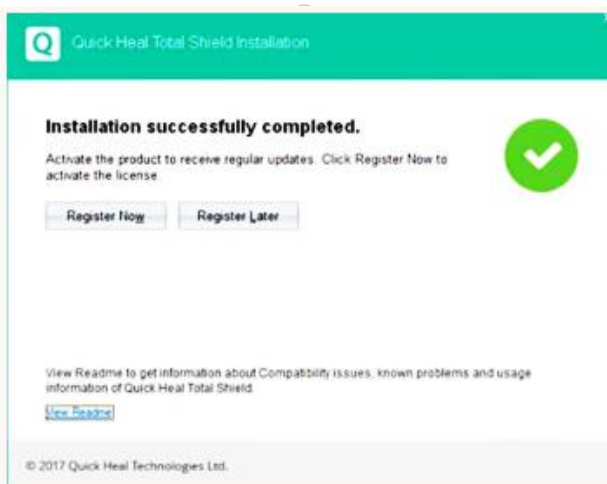 Q
Quick Heal Total Shield Installation
Installation successfully completed.
Activate the product to receive regular updates. Click Register Now to
activate the license
Register Now
Register Later
View Readme to get information about Compatibility issues, known problems and usage
information of Quick Heal Total Shield
View Readme
© 2017 Quick Heal Technologies Ltd.